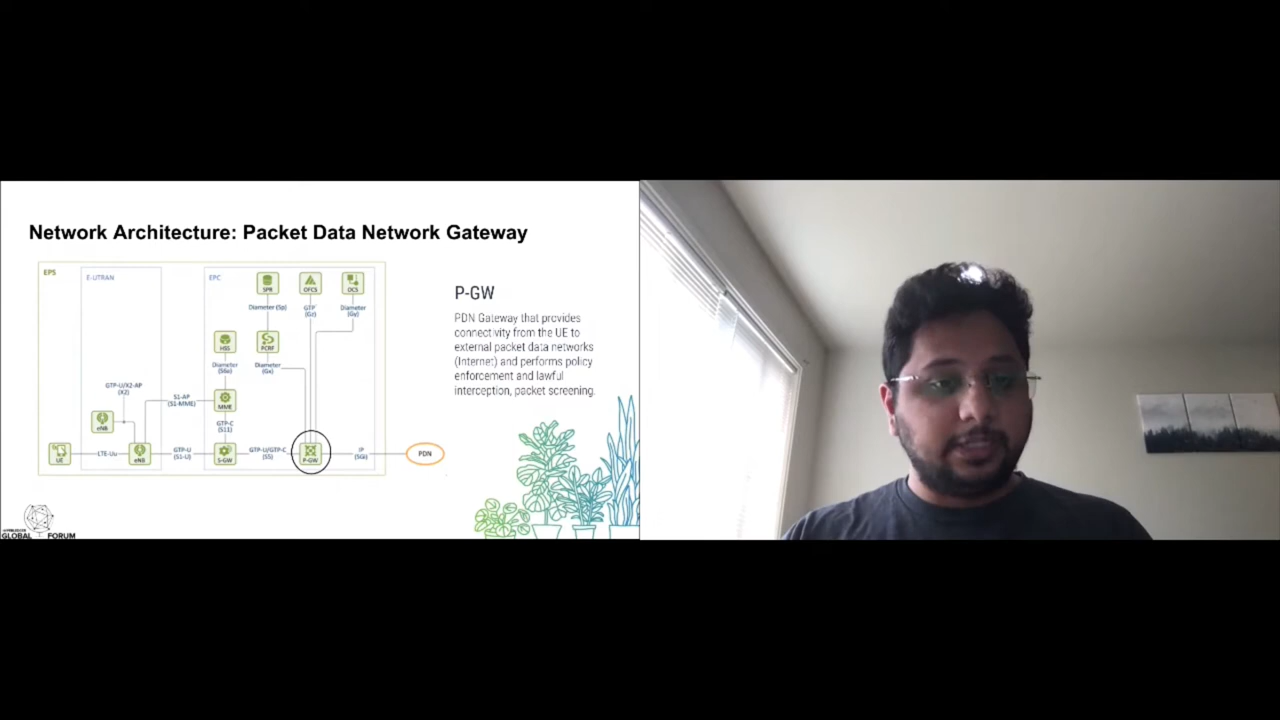 Network Architecture: Packet Data Network Gateway
EPS
E-UTRAN
EPC
SPR
OFCS
OCS
Diameter (Sp)
GTP'
(Gz)
Diameter
(Gy)
HSS
PCRF
Diameter
(S6a)
Diameter
(Gx)
GTP-U/X2-AP
(X2)
S1-AP
(S1-MME)
MME
eNB
GTP-C
(S11)
UE
LTE-Uu
eNB
GTP-U
(S1-U)
S-GW
GTP-U/GTP-C
(S5)
P-GW
IP
(SGi)
PDN
P-GW
PDN Gateway that provides
connectivity from the UE to
external packet data networks
(Internet) and performs policy
enforcement and lawful
interception, packet screening.
HYPERLEDGER
GLOBAL FORUM